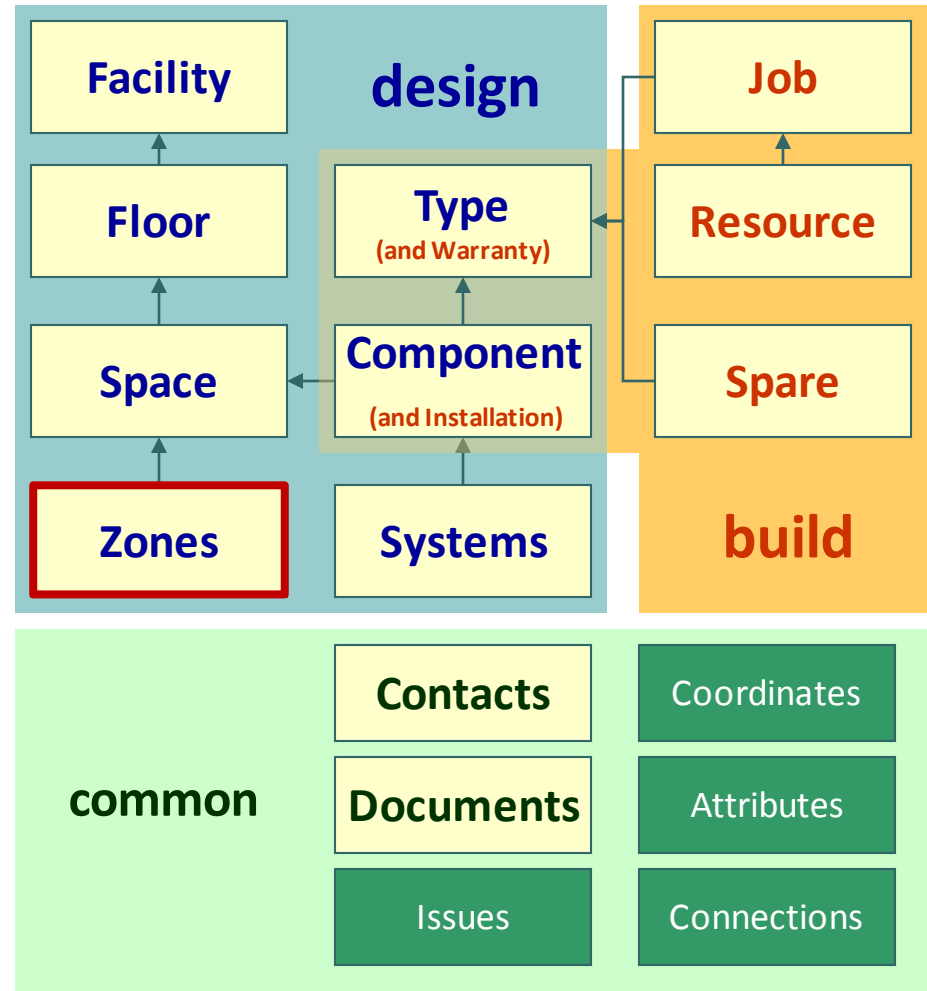 Facility
design
Job
Floor
Type
(and Warranty)
Resource
Space
Component
(and Installation)
Spare
Zones
Systems
build
common
Contacts
Coordinates
Documents
Attributes
Issues
Connections